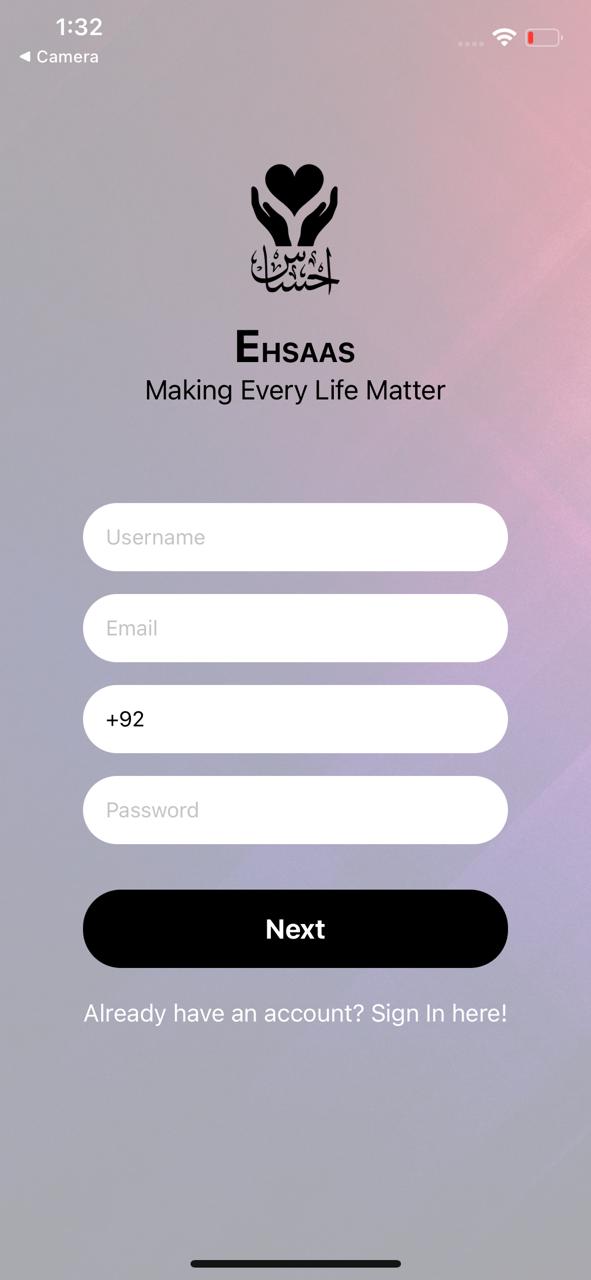 1:32
◀ Camera
احساس
EHSAAS
Making Every Life Matter
Username
Email
+92
Password
Next
Already have an account? Sign In here!